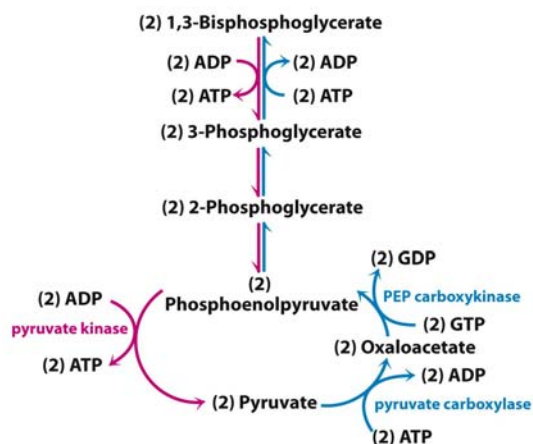 (2) 1,3-Bisphosphoglycerate
(2) ADP
(2) ADP
(2) ATP
(2) ATP
(2) 3-Phosphoglycerate
(2) 2-Phosphoglycerate
(2)
Phosphoenolpyruvate
(2) GDP
PEP carboxykinase
(2) GTP
(2) Oxaloacetate
(2) ADP
pyruvate kinase
(2) ATP
(2) Pyruvate
(2) ADP
pyruvate carboxylase
(2) ATP